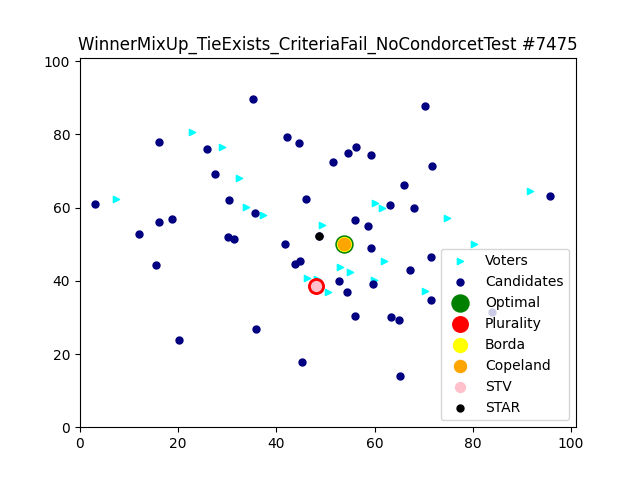 WinnerMixUp_TieExists_CriteriaFail_NoCondorcetTest #7475
100
80
60
40
20
0
0 20 40 60 80 100
Voters
Candidates
Optimal
Plurality
Borda
Copeland
STV
STAR